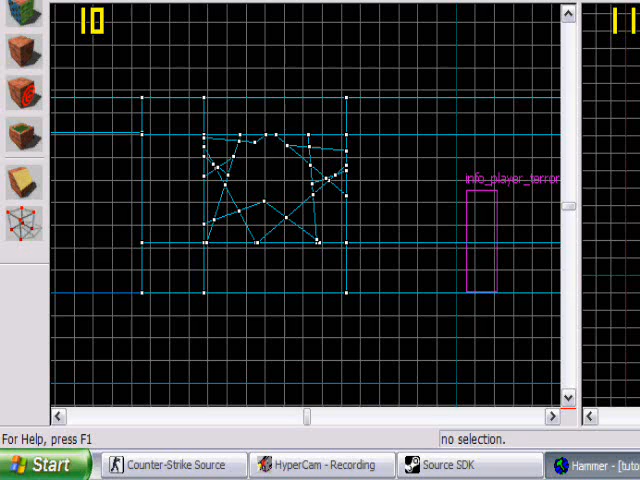 10
11
info_player_terror
For Help, press F1
no selection.
Start
Counter-Strike Source
HyperCam - Recording
Source SDK
Hammer - [tuto